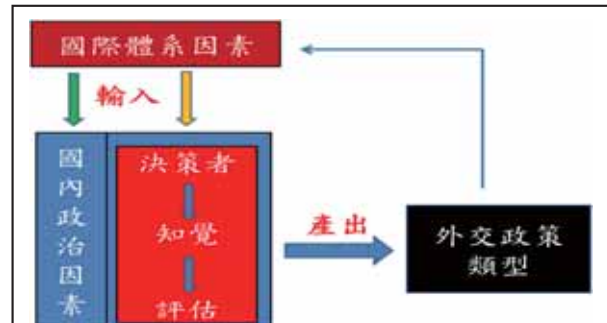 國際體系因素
輸入
國內政治因素
決策者
知覺
評估
產出
外交政策
類型